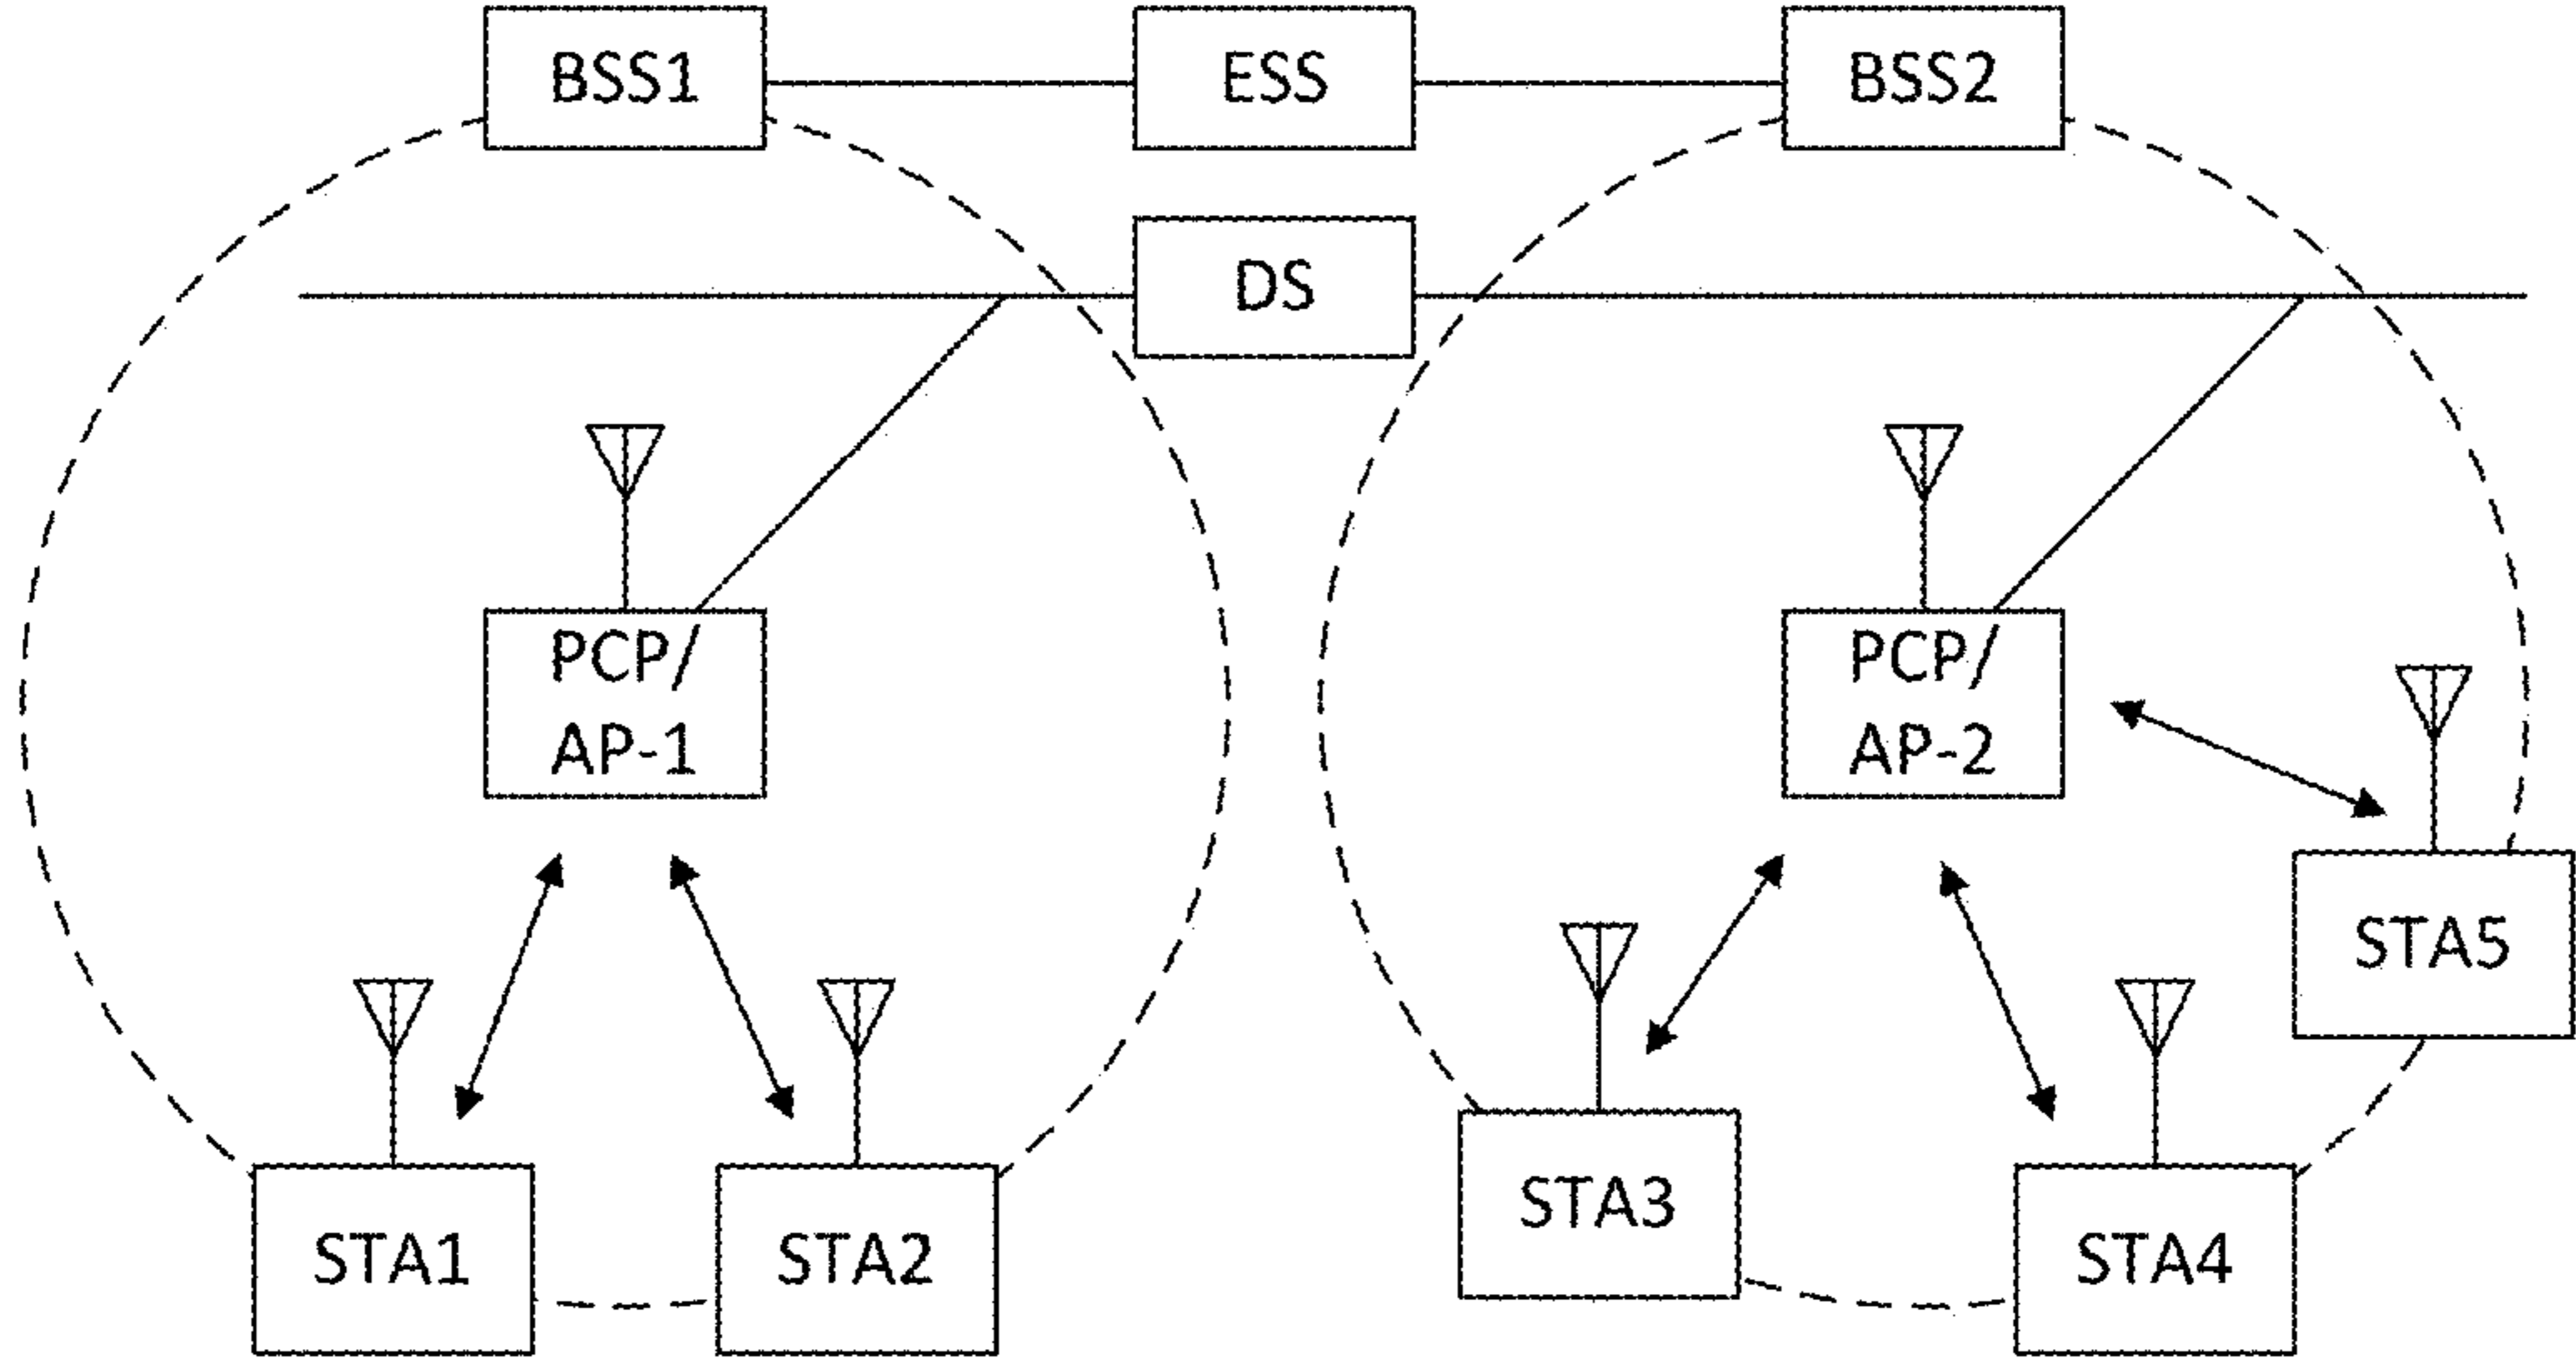 BSS1
ESS
BSS2
DS
PCP/
AP-1
PCP/
AP-2
STA5
STA3
STA1
STA2
STA4